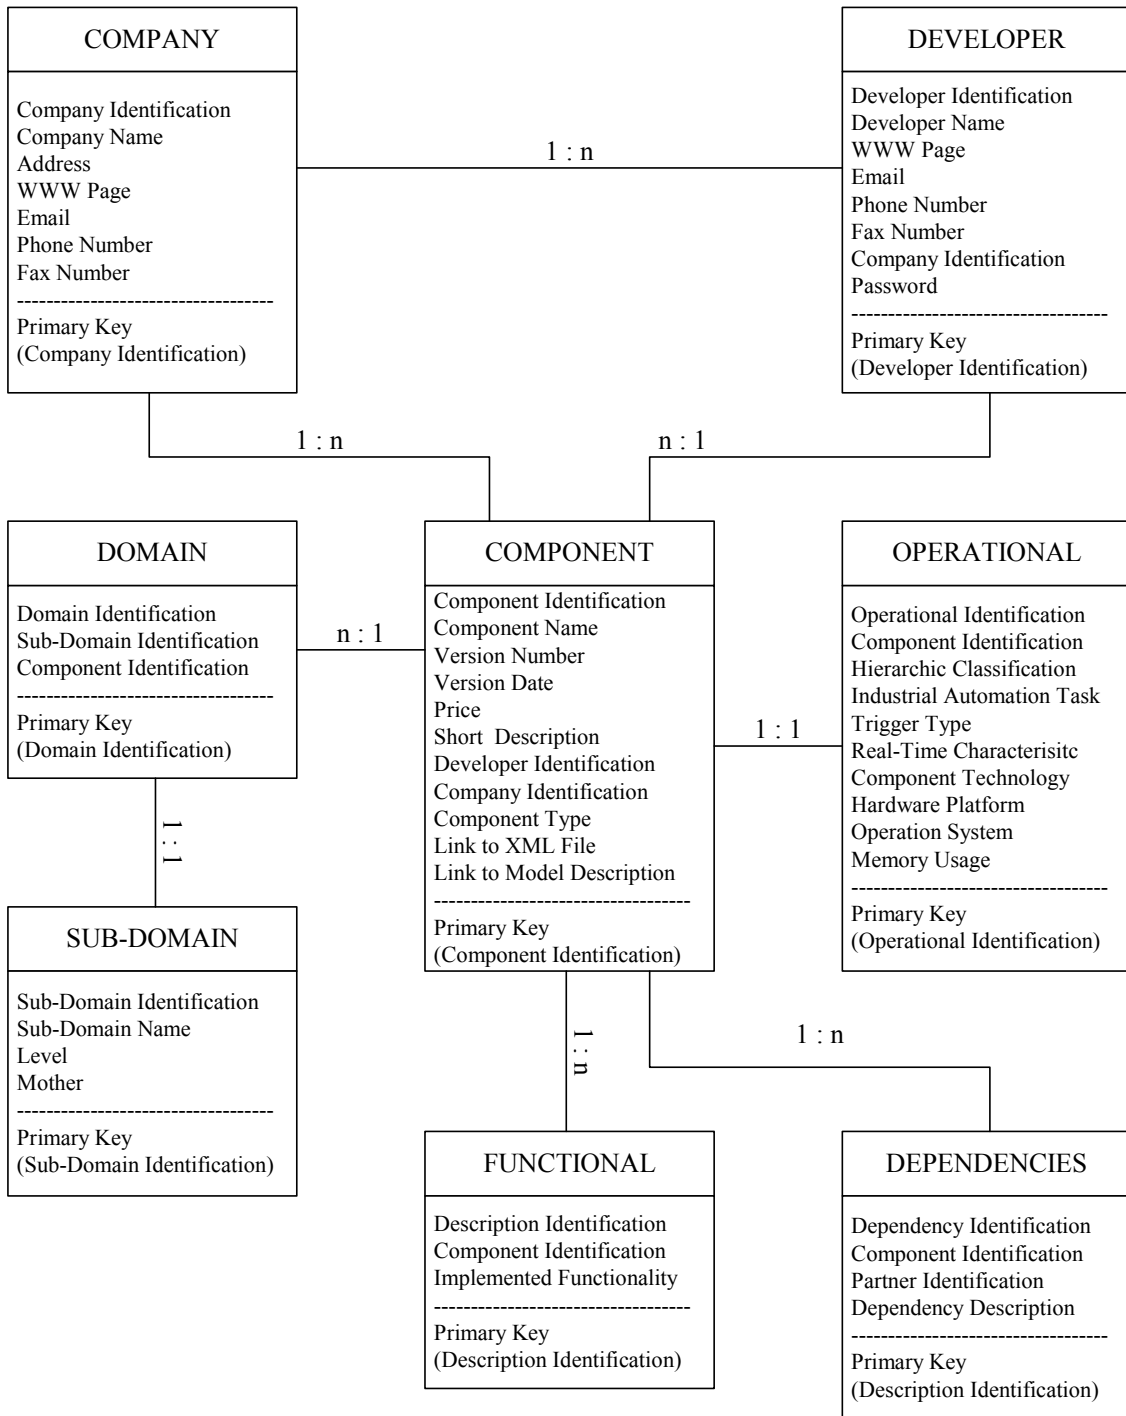 COMPANY
Company Identification
Company Name
Address
WWW Page
Email
Phone Number
Fax Number
-----------------------------------
Primary Key
(Company Identification)
1 : n
DEVELOPER
Developer Identification
Developer Name
WWW Page
Email
Phone Number
Fax Number
Company Identification
Password
-----------------------------------
Primary Key
(Developer Identification)
1 : n
n : 1
DOMAIN
Domain Identification
Sub-Domain Identification
Component Identification
-----------------------------------
Primary Key
(Domain Identification)
n : 1
COMPONENT
Component Identification
Component Name
Version Number
Version Date
Price
Short  Description
Developer Identification
Company Identification
Component Type
Link to XML File
Link to Model Description
-----------------------------------
Primary Key
(Component Identification)
1 : 1
OPERATIONAL
Operational Identification
Component Identification
Hierarchic Classification
Industrial Automation Task
Trigger Type
Real-Time Characterisitc
Component Technology
Hardware Platform
Operation System
Memory Usage
-----------------------------------
Primary Key
(Operational Identification)
1 : 1
SUB-DOMAIN
Sub-Domain Identification
Sub-Domain Name
Level
Mother
-----------------------------------
Primary Key
(Sub-Domain Identification)
1 : n
1 : n
FUNCTIONAL
Description Identification
Component Identification
Implemented Functionality
-----------------------------------
Primary Key
(Description Identification)
DEPENDENCIES
Dependency Identification
Component Identification
Partner Identification
Dependency Description
-----------------------------------
Primary Key
(Description Identification)